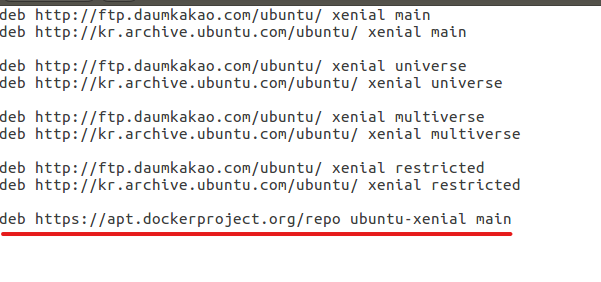 deb http://ftp.daumkakao.com/ubuntu/ xenial main
deb http://kr.archive.ubuntu.com/ubuntu/ xenial main
deb http://ftp.daumkakao.com/ubuntu/ xenial universe
deb http://kr.archive.ubuntu.com/ubuntu/ xenial universe
deb http://ftp.daumkakao.com/ubuntu/ xenial multiverse
deb http://kr.archive.ubuntu.com/ubuntu/ xenial multiverse
deb http://ftp.daumkakao.com/ubuntu/ xenial restricted
deb http://kr.archive.ubuntu.com/ubuntu/ xenial restricted
deb https://apt.dockerproject.org/repo ubuntu-xenial main